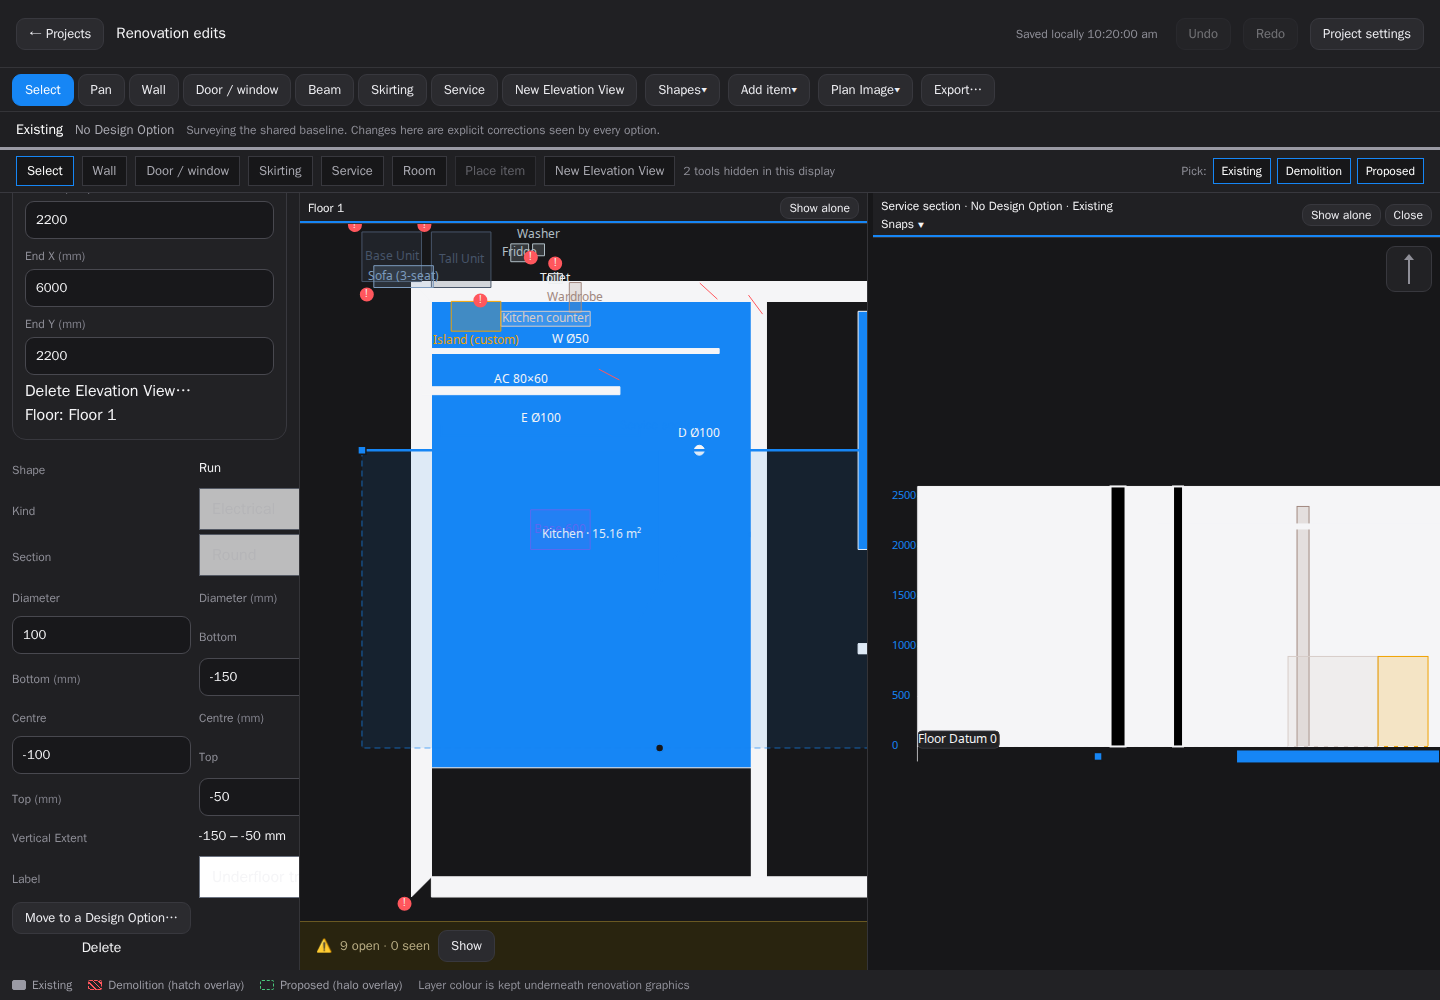 ← Projects
Renovation edits
Saved locally 10:20:00 am
Undo
Redo
Project settings
Select
Pan
Wall
Door / window
Beam
Skirting
Service
New Elevation View
Shapes▾
Add item▾
Plan Image▾
Export⋯
Existing
No Design Option
Surveying the shared baseline. Changes here are explicit corrections seen by every option.
Select
Wall
Door / window
Skirting
Service
Room
Place item
New Elevation View
2 tools hidden in this display
Pick:
Existing
Demolition
Proposed
2200
End X (mm)
6000
End Y (mm)
2200
Delete Elevation View⋯
Floor: Floor 1
Shape
Run
Kind
Electrical
Section
Round
Diameter
Diameter (mm)
100
Bottom
Bottom (mm)
-150
Centre
Centre (mm)
-100
Top
Top (mm)
-50
Vertical Extent
-150 – -50 mm
Label
Move to a Design Option⋯
Delete
Floor 1
Show alone
Washer
Fridge
Base Unit
Tall Unit
Sofa (3-seat)
Toilet
Wardrobe
Kitchen counter
Island (custom)
W Ø50
AC 80×60
E Ø100
D Ø100
Kitchen · 15.16 m²
9 open · 0 seen
Show
Service section · No Design Option · Existing
Snaps ▾
Show alone
Close
2500
2000
1500
1000
500
0
Floor Datum 0
Existing
Demolition (hatch overlay)
Proposed (halo overlay)
Layer colour is kept underneath renovation graphics